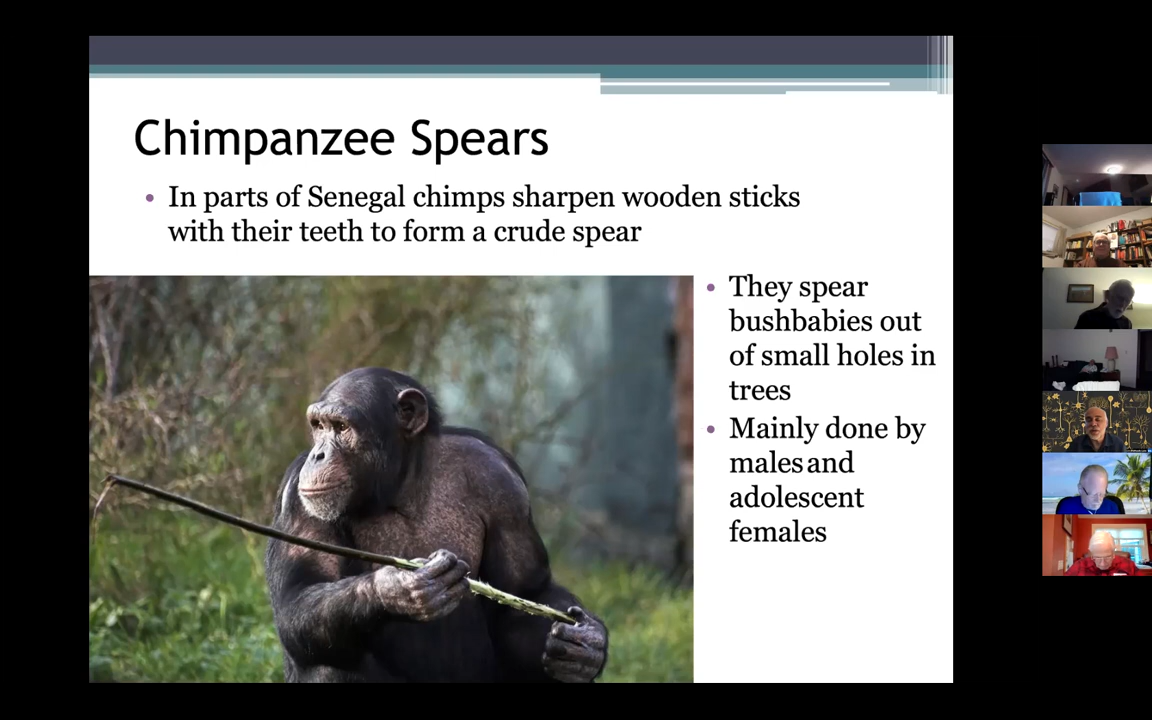 Chimpanzee Spears
• In parts of Senegal chimps sharpen wooden sticks
with their teeth to form a crude spear
• They spear
bushbabies out
of small holes in
trees
• Mainly done by
males and
adolescent
females